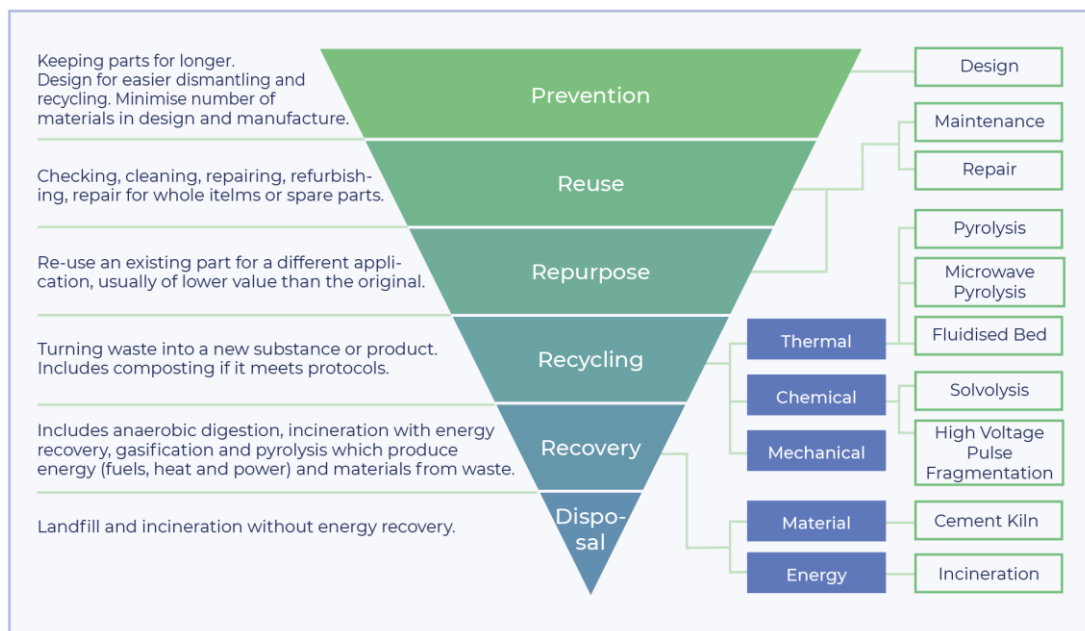 Keeping parts for longer.
Design for easier dismantling and
recycling. Minimise number of
materials in design and manufacture.
Prevention
Design
Checking, cleaning, repairing, refurbish-
ing, repair for whole itelms or spare parts.
Reuse
Maintenance
Repair
Re-use an existing part for a different appli-
cation, usually of lower value than the original.
Repurpose
Turning waste into a new substance or product.
Includes composting if it meets protocols.
Recycling
Thermal
Pyrolysis
Microwave
Pyrolysis
Fluidised Bed
Chemical
Solvolysis
High Voltage
Pulse
Fragmentation
Mechanical
Includes anaerobic digestion, incineration with energy
recovery, gasification and pyrolysis which produce
energy (fuels, heat and power) and materials from waste.
Recovery
Material
Cement Kiln
Energy
Incineration
Landfill and incineration without energy recovery.
Dispo-
sal